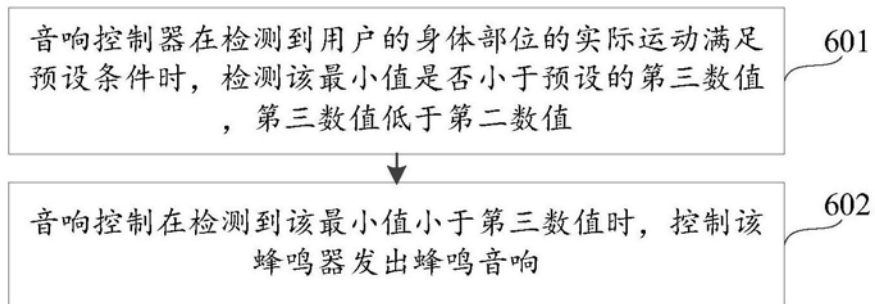 音响控制器在检测到用户的身体部位的实际运动满足
预设条件时，检测该最小值是否小于预设的第三数值
，第三数值低于第二数值
601
音响控制在检测到该最小值小于第三数值时，控制该
蜂鸣器发出蜂鸣音响
602